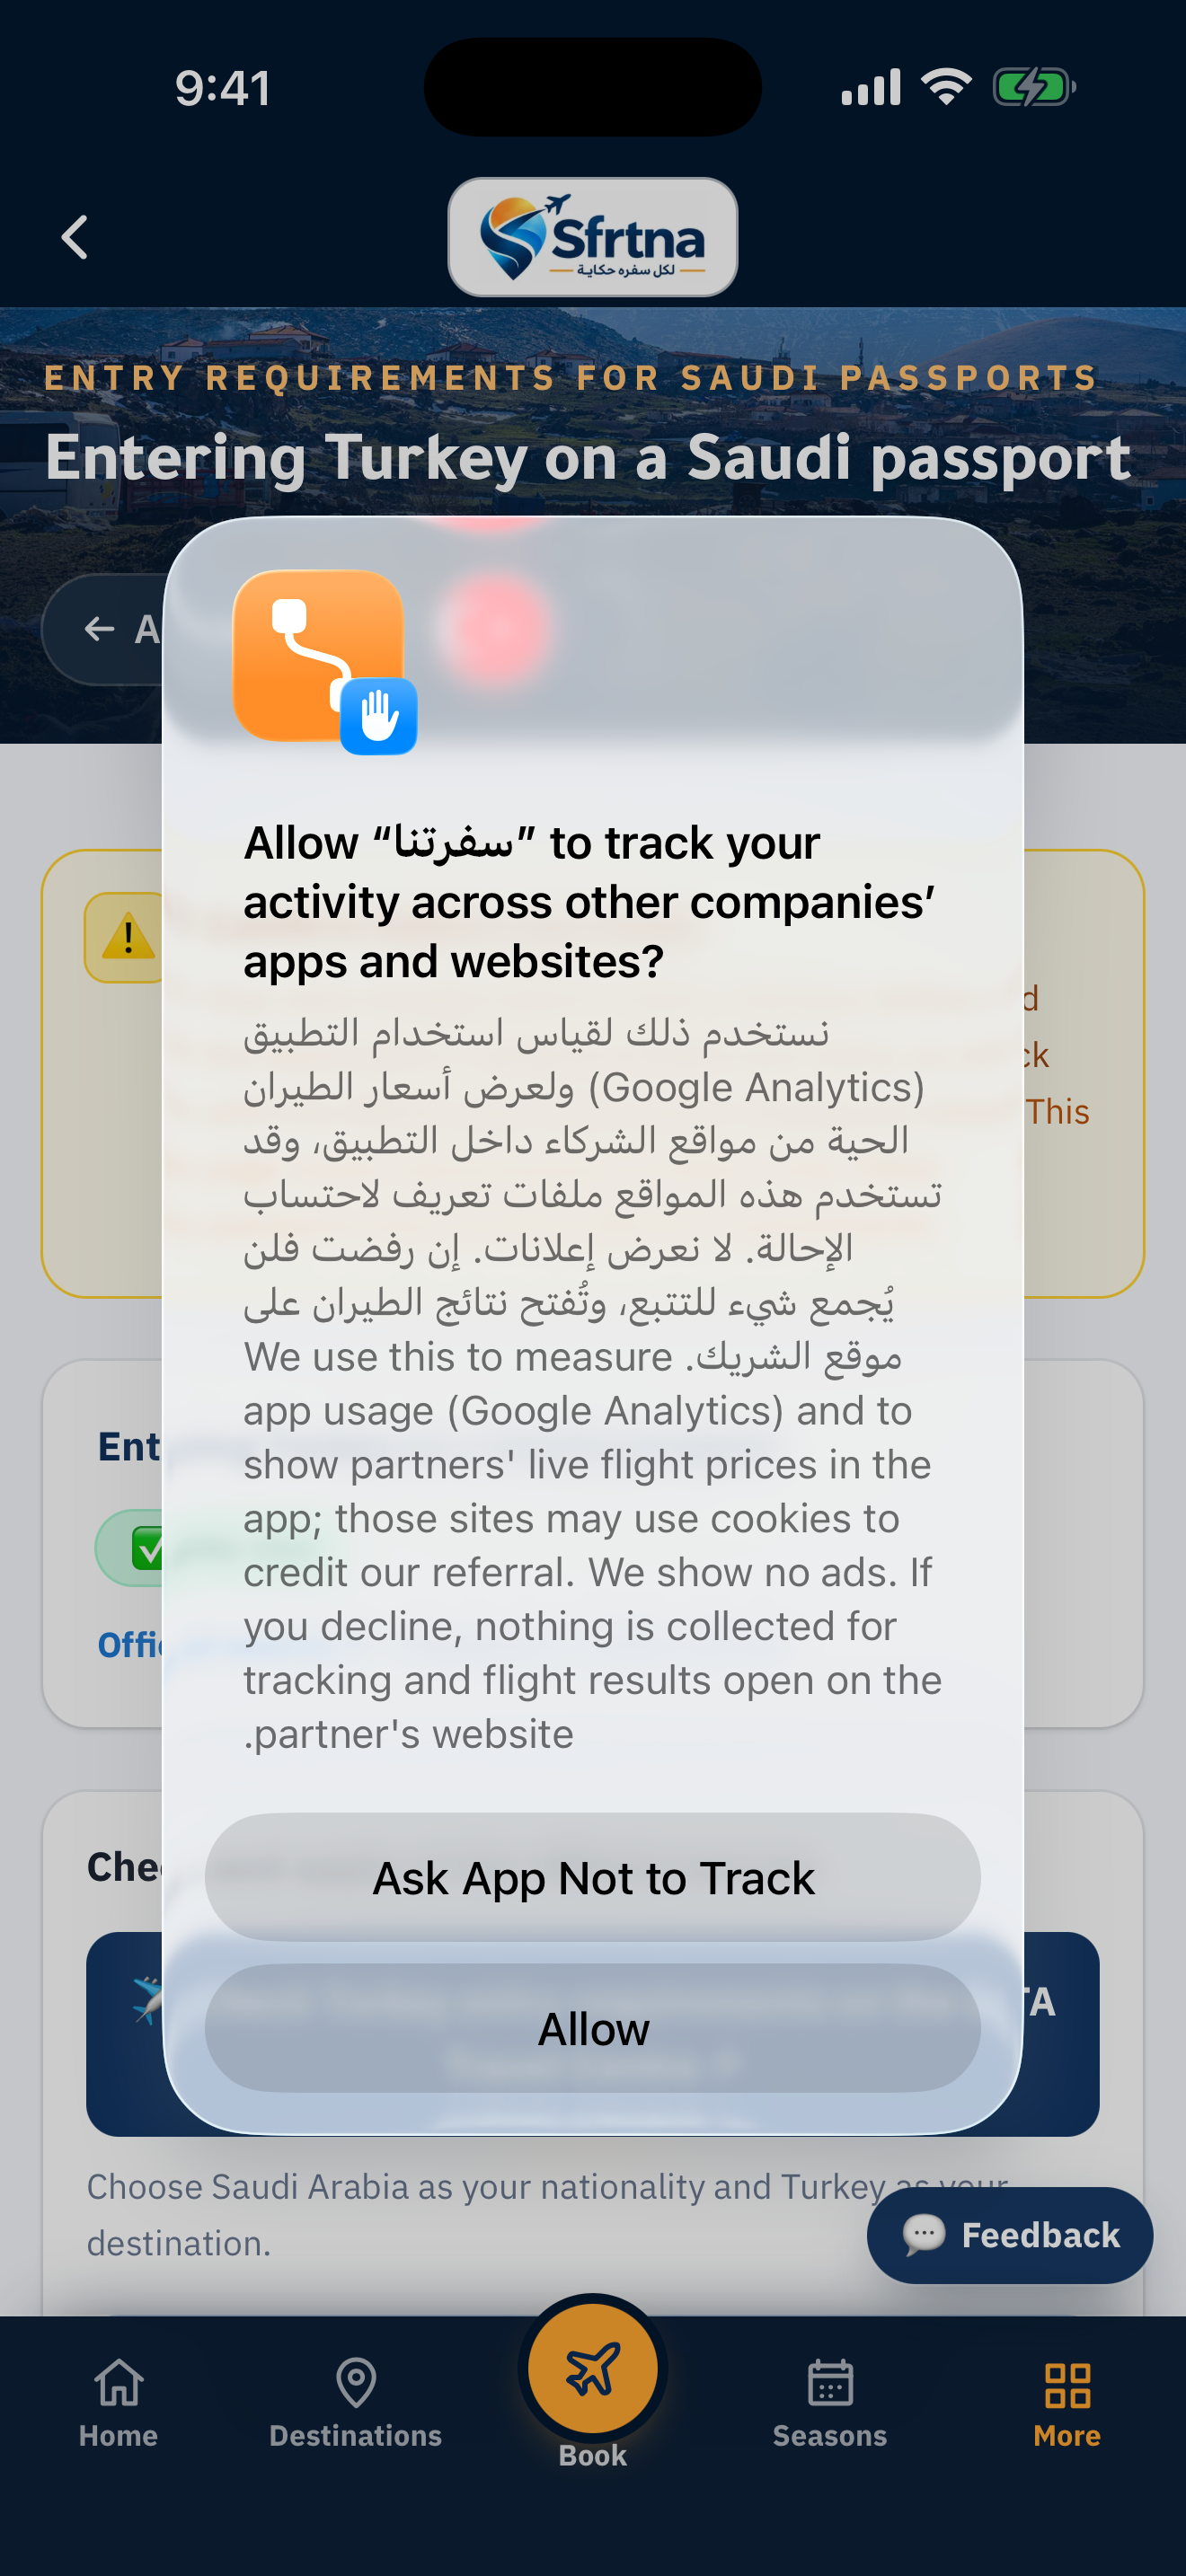 9:41
Sfrtna
لكل سفره حكاية
ENTRY REQUIREMENTS FOR SAUDI PASSPORTS
Entering Turkey on a Saudi passport
Allow “سفرتنا” to track your
activity across other companies’
apps and websites?
نستخدم ذلك لقياس استخدام التطبيق
(Google Analytics) ولعرض أسعار الطيران
الحية من مواقع الشركاء داخل التطبيق، وقد
تستخدم هذه المواقع ملفات تعريف لاحتساب
الإحالة. لا نعرض إعلانات. إن رفضت فلن
يُجمع شيء للتتبع، وتُفتح نتائج الطيران على
موقع الشريك. We use this to measure
app usage (Google Analytics) and to
show partners' live flight prices in the
app; those sites may use cookies to
credit our referral. We show no ads. If
you decline, nothing is collected for
tracking and flight results open on the
partner's website.
This
Ask App Not to Track
Allow
Choose Saudi Arabia as your nationality and Turkey as your
destination.
Feedback
Home
Destinations
Book
Seasons
More